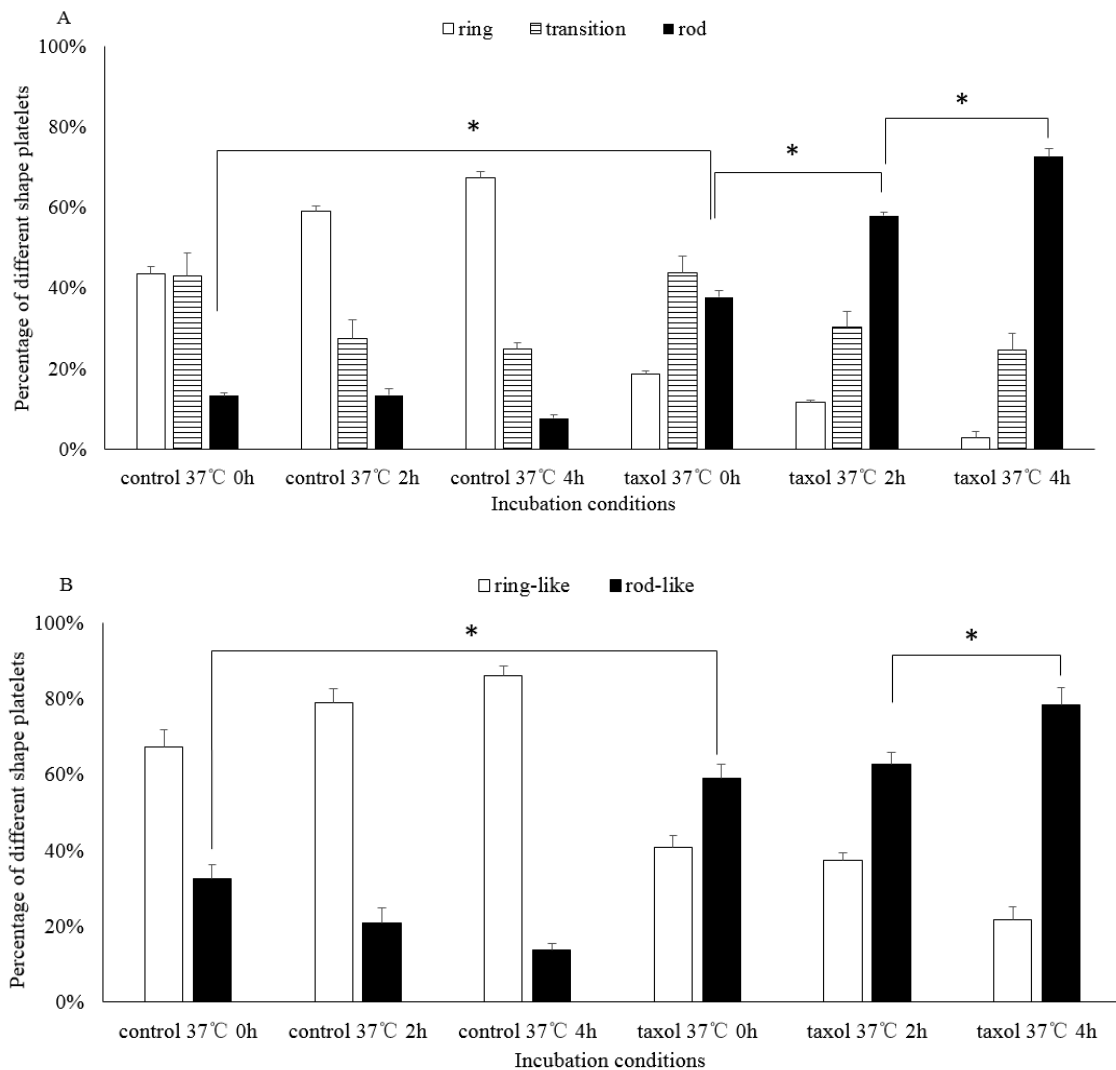 A
ring transition rod
Percentage of different shape platelets
100%
80%
60%
40%
20%
0%
*
*
*
control 37℃ 0h control 37℃ 2h control 37℃ 4h taxol 37℃ 0h taxol 37℃ 2h taxol 37℃ 4h
Incubation conditions
B
ring-like rod-like
Percentage of different shape platelets
100%
80%
60%
40%
20%
0%
*
*
control 37℃ 0h control 37℃ 2h control 37℃ 4h taxol 37℃ 0h taxol 37℃ 2h taxol 37℃ 4h
Incubation conditions